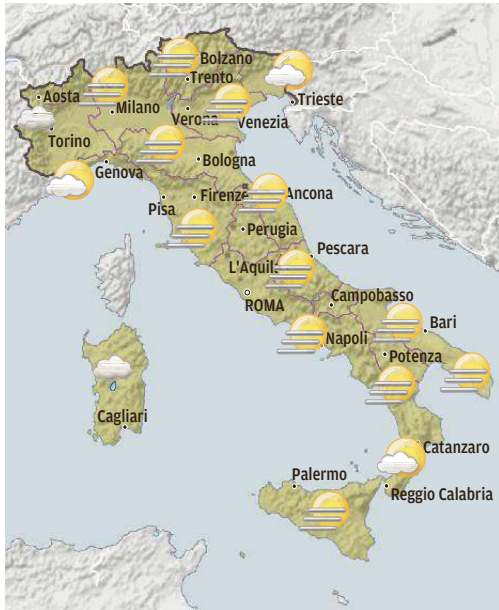 Bolzano
Trento
Aosta
Milano
Verona
Venezia
Trieste
Torino
Genova
Bologna
Pisa
Firenze
Ancona
Perugia
Pescara
L'Aquila
ROMA
Campobasso
Napoli
Bari
Potenza
Cagliari
Catanzaro
Palermo
Reggio Calabria